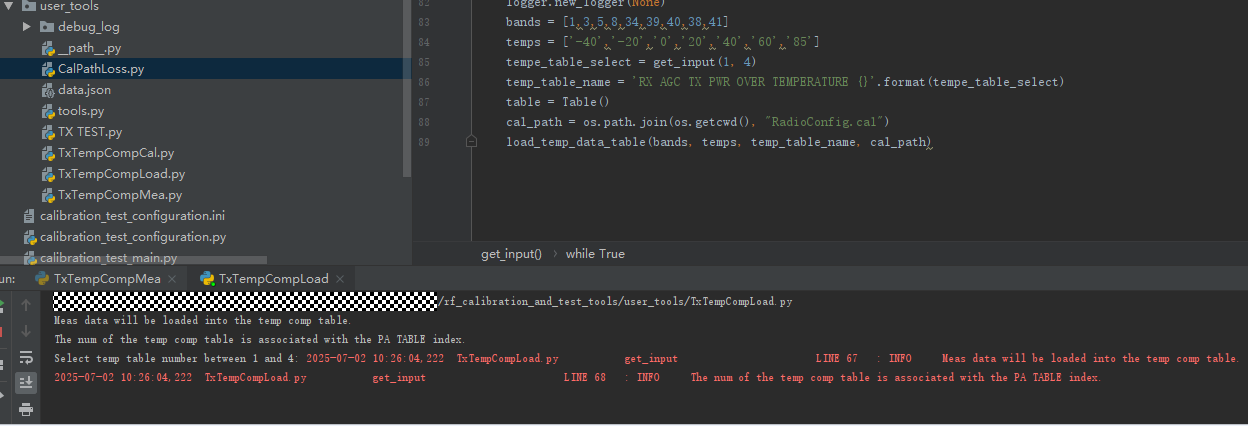 user_tools
debug_log
__path__.py
CalPathLoss.py
data.json
tools.py
TX TEST.py
TxTempCompCal.py
TxTempCompLoad.py
TxTempCompMea.py
calibration_test_configuration.ini
calibration_test_configuration.py
calibration_test_main.py
82 logger.new_logger(None)
83 bands = [1,3,5,8,34,39,40,38,41]
84 temps = ['-40','-20','0','20','40','60','85']
85 tempe_table_select = get_input(1, 4)
86 temp_table_name = 'RX AGC TX PWR OVER TEMPERATURE {}'.format(tempe_table_select)
87 table = Table()
88 cal_path = os.path.join(os.getcwd(), "RadioConfig.cal")
89 load_temp_data_table(bands, temps, temp_table_name, cal_path)
get_input() › while True
un: TxTempCompMea × TxTempCompLoad ×
/rf_calibration_and_test_tools/user_tools/TxTempCompLoad.py
Meas data will be loaded into the temp comp table.
The num of the temp comp table is associated with the PA TABLE index.
Select temp table number between 1 and 4: 2025-07-02 10:26:04,222 TxTempCompLoad.py get_input LINE 67 : INFO Meas data will be loaded into the temp comp table.
2025-07-02 10:26:04,222 TxTempCompLoad.py get_input LINE 68 : INFO The num of the temp comp table is associated with the PA TABLE index.